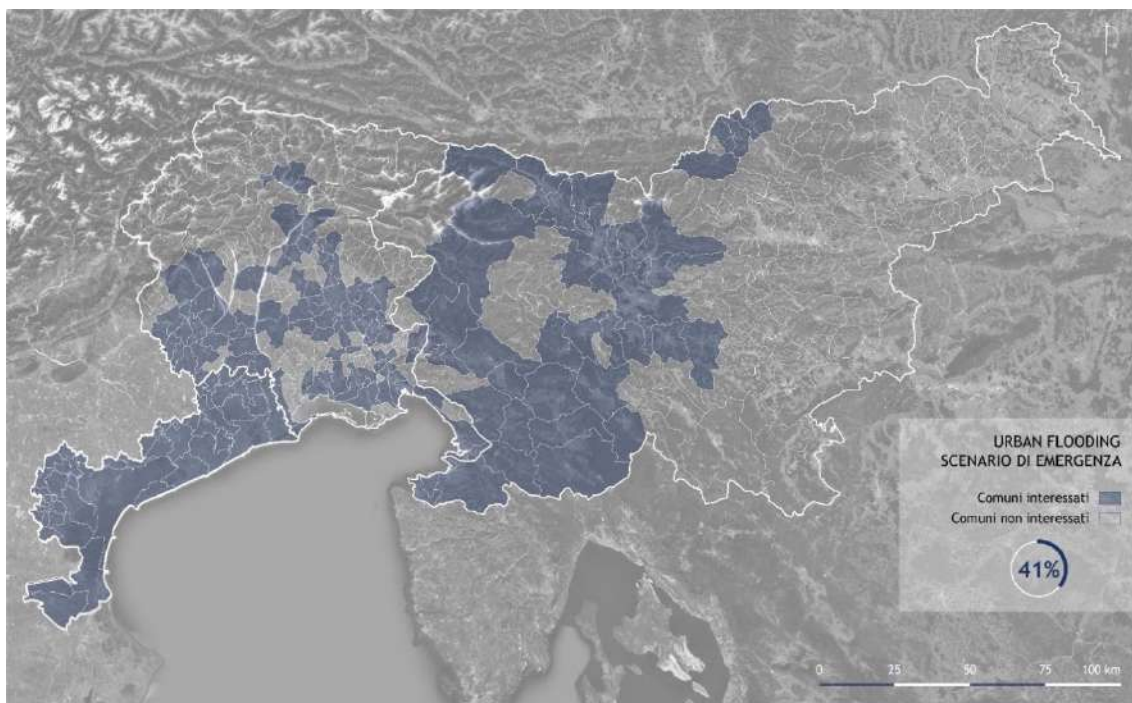 URBAN FLOODING
SCENARIO DI EMERGENZA
Comuni interessati
Comuni non interessati
41%
0 25 50 75 100 km